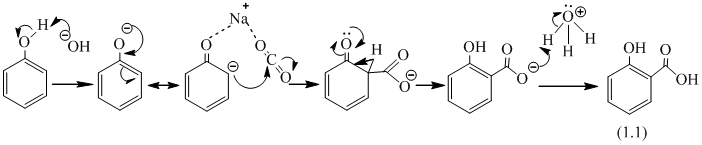 Na +
O H ⊖ OH
O ⊖
O ⊖ O C O
O H O O ⊖
OH O O ⊖
H O ⊕ H H
OH O OH
(1.1)